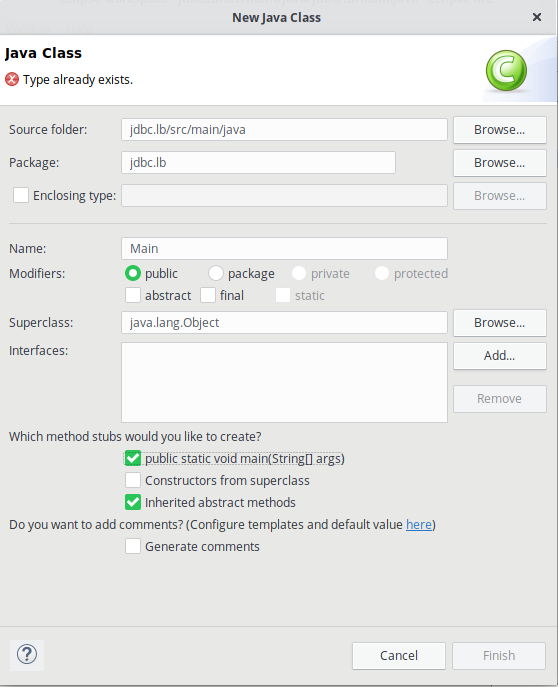 New Java Class
Java Class
Type already exists.
Source folder: jdbc.lb/src/main/java Browse...
Package: jdbc.lb Browse...
Enclosing type: Browse...
Name: Main
Modifiers: public package private protected
abstract final static
Superclass: java.lang.Object Browse...
Interfaces: Add...
Remove
Which method stubs would you like to create?
public static void main(String[] args)
Constructors from superclass
Inherited abstract methods
Do you want to add comments? (Configure templates and default value here)
Generate comments
Cancel Finish